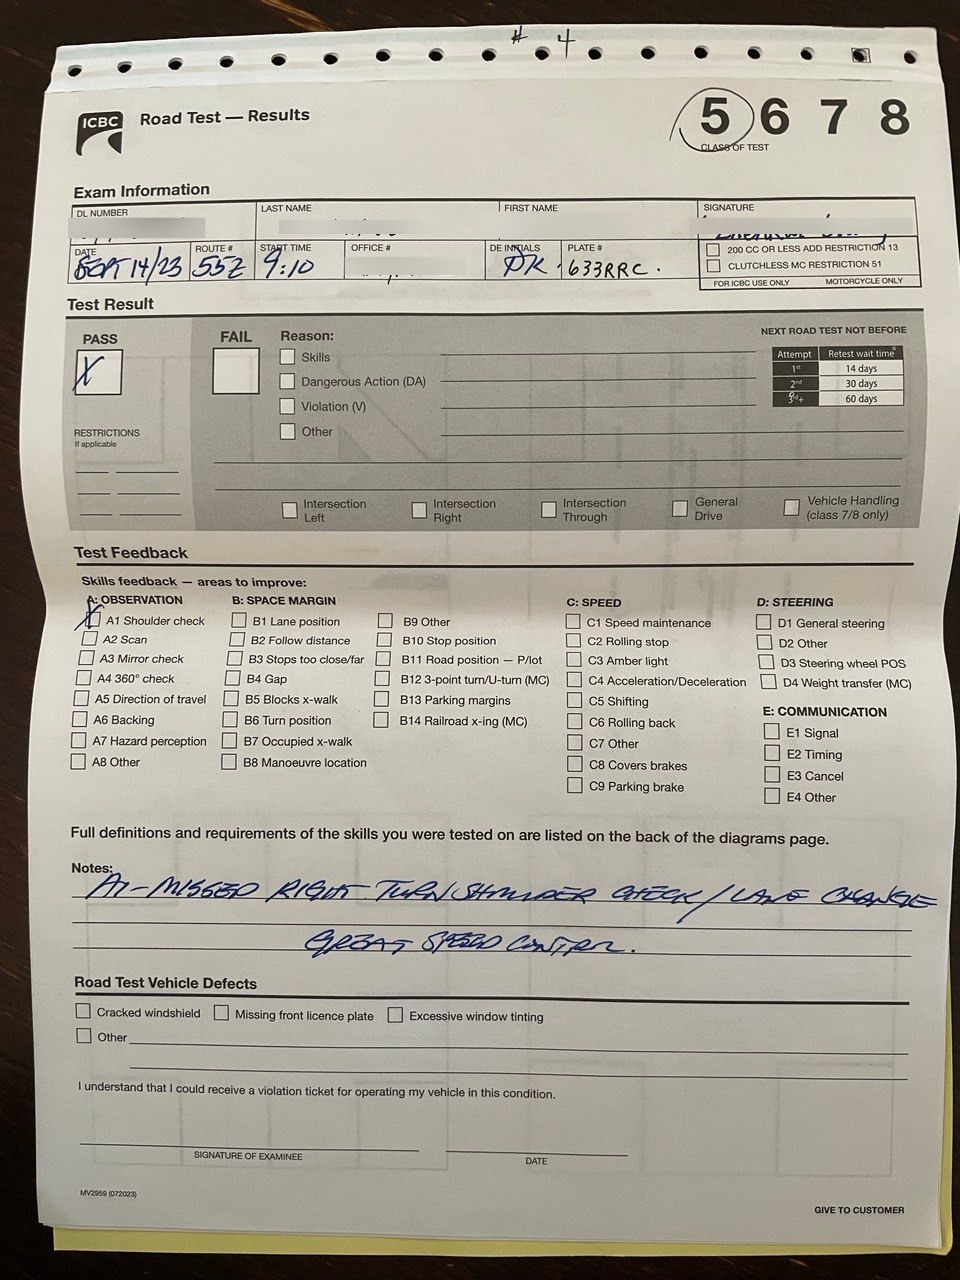 # 4
ICBC Road Test — Results
5 6 7 8
CLASS OF TEST
Exam Information
DL NUMBER LAST NAME FIRST NAME SIGNATURE
DATE ROUTE # START TIME OFFICE # DE INITIALS PLATE #
SEPT 14/23 552 9:10 DK 633RRC.
200 CC OR LESS ADD RESTRICTION 13
CLUTCHLESS MC RESTRICTION 51
FOR ICBC USE ONLY MOTORCYCLE ONLY
Test Result
PASS FAIL Reason: NEXT ROAD TEST NOT BEFORE
X
Skills
Dangerous Action (DA)
Violation (V)
Other
Attempt Retest wait time
1st 14 days
2nd 30 days
3rd+ 60 days
RESTRICTIONS
if applicable
Intersection Left
Intersection Right
Intersection Through
General Drive
Vehicle Handling (class 7/8 only)
Test Feedback
Skills feedback — areas to improve:
A: OBSERVATION
X A1 Shoulder check
A2 Scan
A3 Mirror check
A4 360° check
A5 Direction of travel
A6 Backing
A7 Hazard perception
A8 Other
B: SPACE MARGIN
B1 Lane position
B2 Follow distance
B3 Stops too close/far
B4 Gap
B5 Blocks x-walk
B6 Turn position
B7 Occupied x-walk
B8 Manoeuvre location
B9 Other
B10 Stop position
B11 Road position — P/lot
B12 3-point turn/U-turn (MC)
B13 Parking margins
B14 Railroad x-ing (MC)
C: SPEED
C1 Speed maintenance
C2 Rolling stop
C3 Amber light
C4 Acceleration/Deceleration
C5 Shifting
C6 Rolling back
C7 Other
C8 Covers brakes
C9 Parking brake
D: STEERING
D1 General steering
D2 Other
D3 Steering wheel POS
D4 Weight transfer (MC)
E: COMMUNICATION
E1 Signal
E2 Timing
E3 Cancel
E4 Other
Full definitions and requirements of the skills you were tested on are listed on the back of the diagrams page.
Notes:
A1 - MISSED RIGHT TURN SHOULDER CHECK / LANE CHANGE
GREAT SPEED CONTROL.
Road Test Vehicle Defects
Cracked windshield Missing front licence plate Excessive window tinting
Other
I understand that I could receive a violation ticket for operating my vehicle in this condition.
SIGNATURE OF EXAMINEE DATE
MV2959 (072023)
GIVE TO CUSTOMER